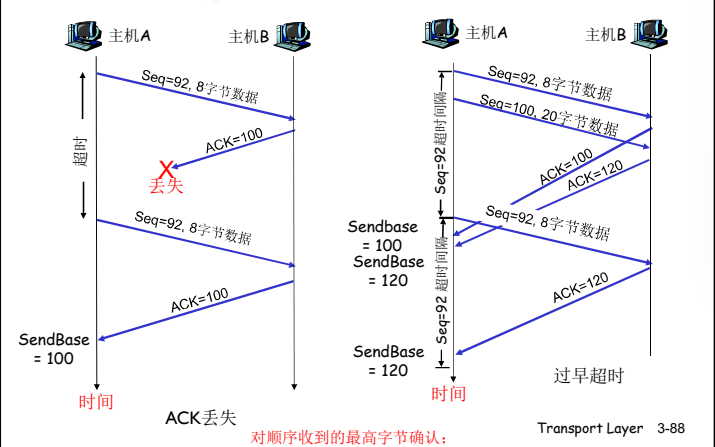 主机A
主机B
Seq=92, 8字节数据
ACK=100
X
丢失
超时
Seq=92, 8字节数据
ACK=100
SendBase
= 100
时间
ACK丢失
主机A
主机B
Seq=92, 8字节数据
Seq=100, 20字节数据
Seq=92超时间隔
ACK=100
ACK=120
Seq=92, 8字节数据
Sendbase
= 100
SendBase
= 120
Seq=92 超时间隔
ACK=120
SendBase
= 120
时间
过早超时
对顺序收到的最高字节确认;
Transport Layer 3-88